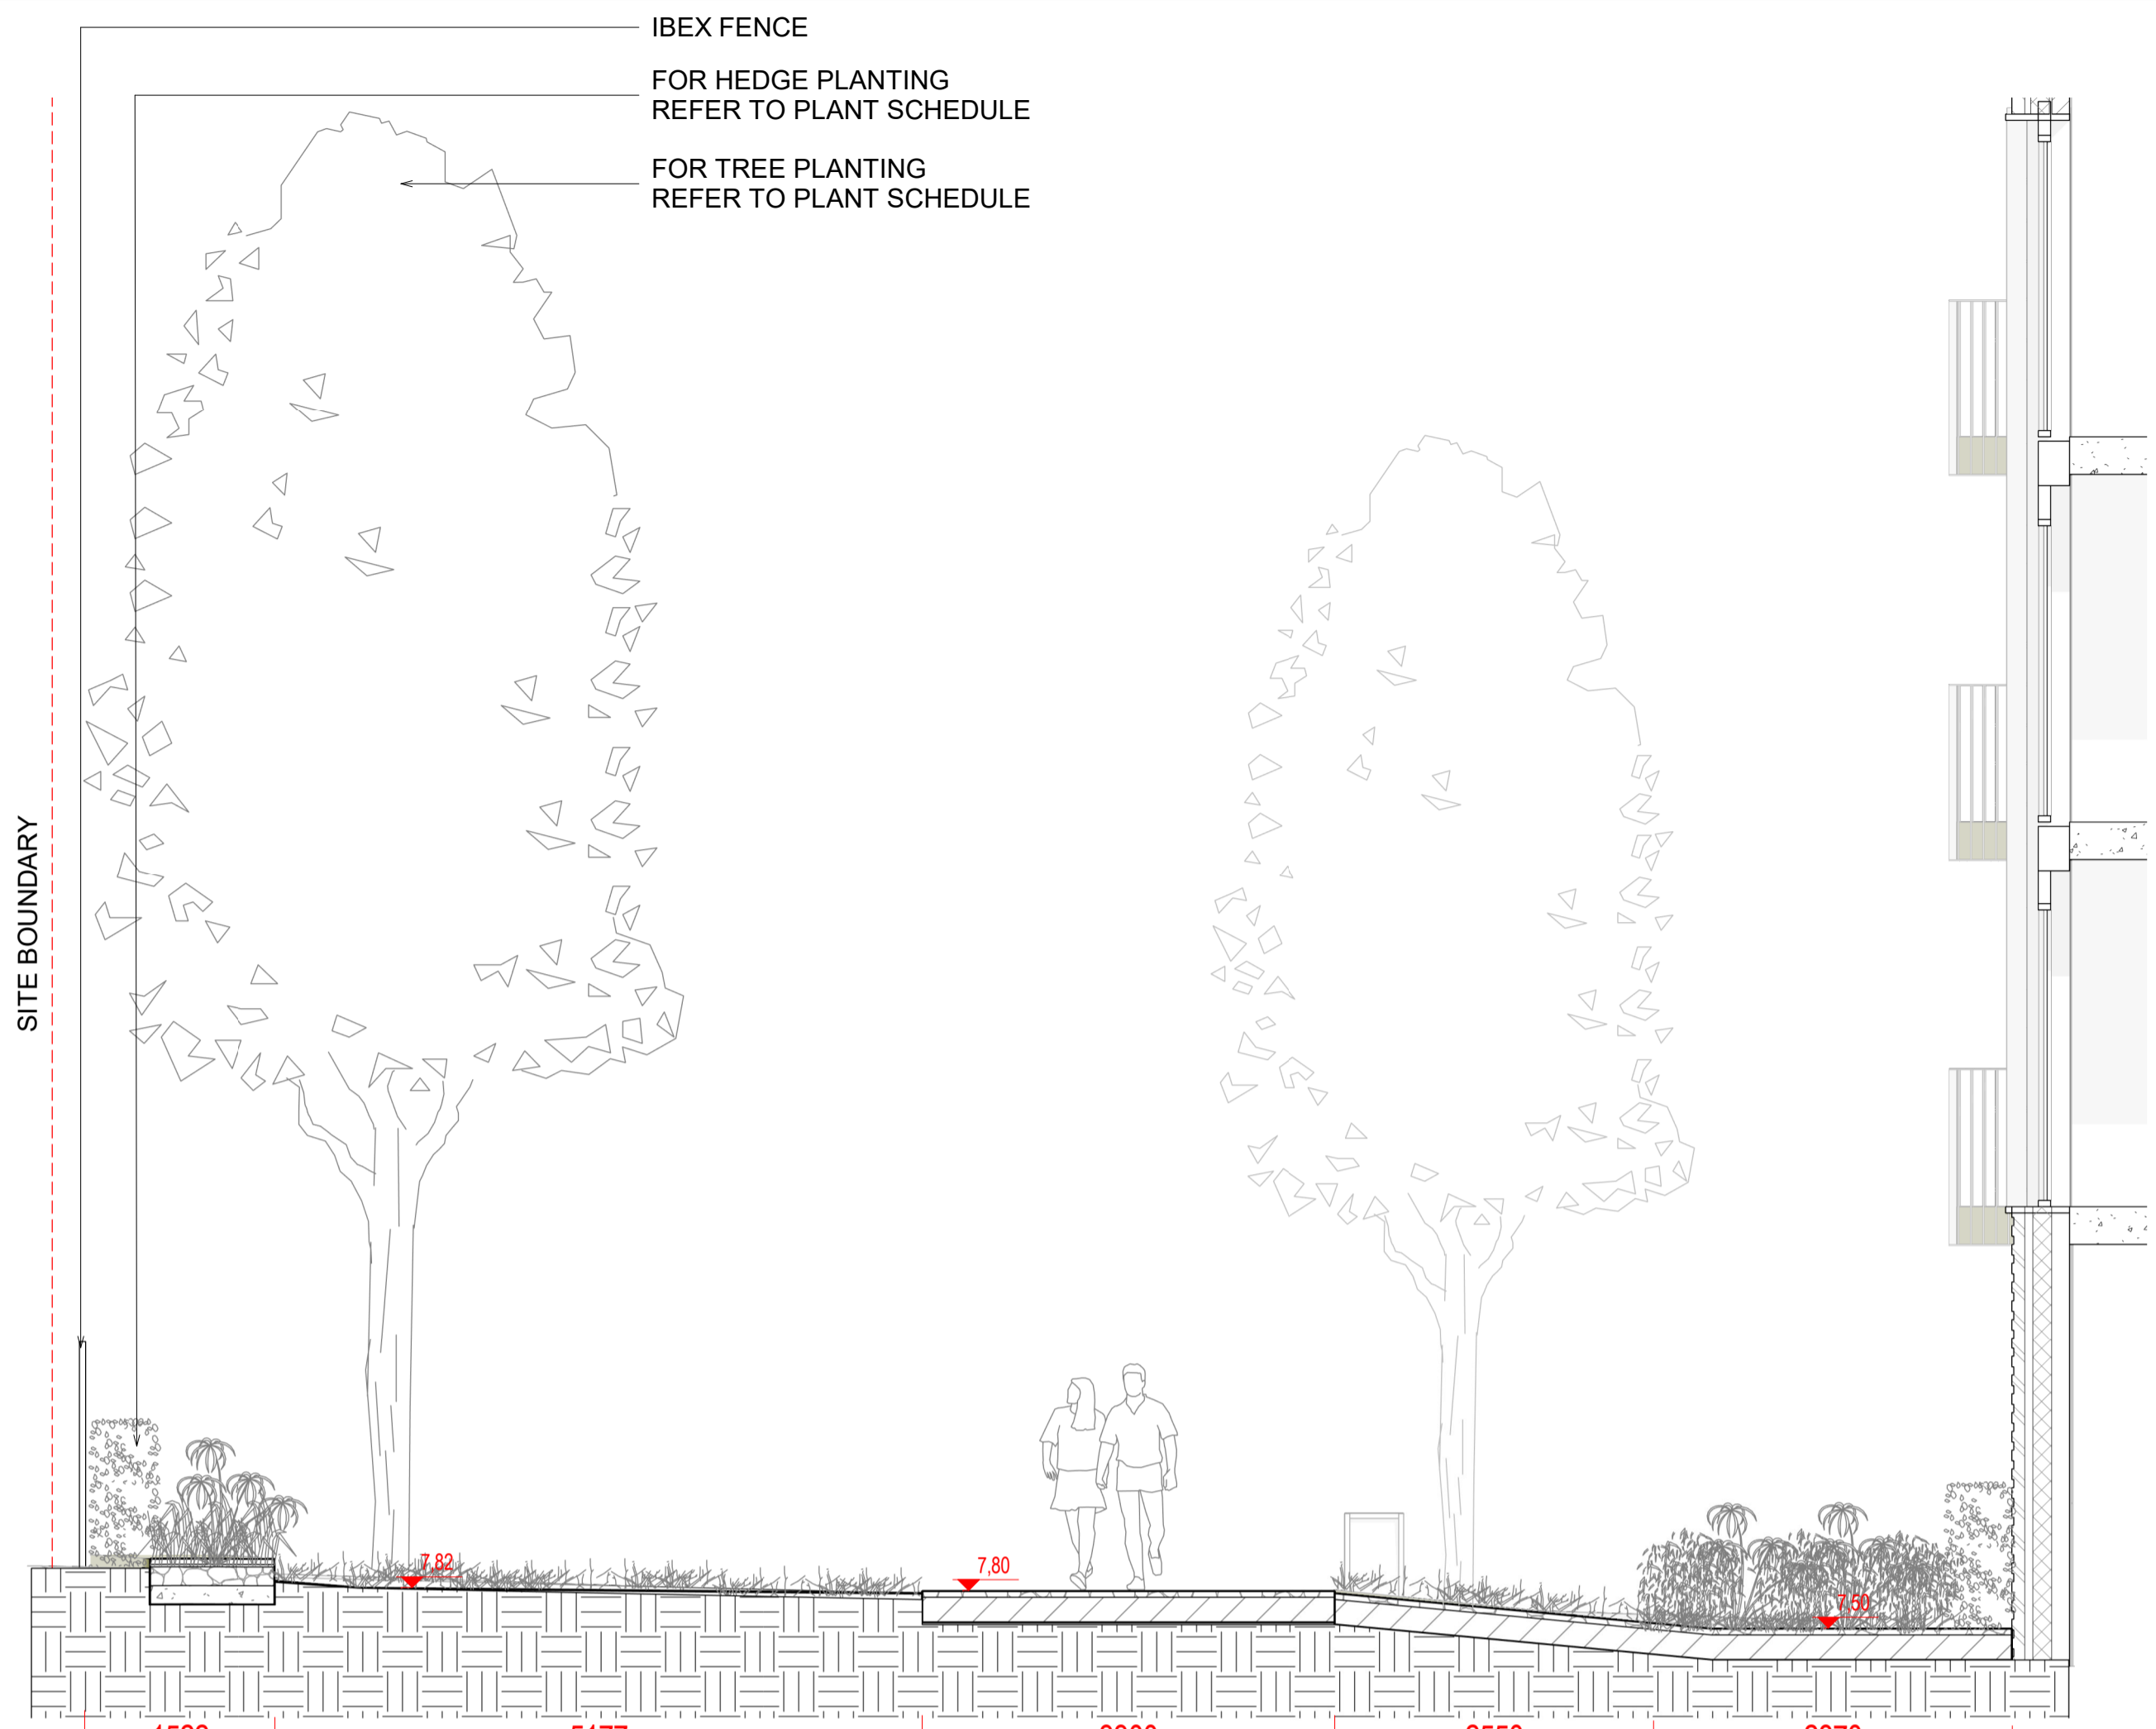 IBEX FENCE
FOR HEDGE PLANTING
REFER TO PLANT SCHEDULE
FOR TREE PLANTING
REFER TO PLANT SCHEDULE
SITE BOUNDARY
7,82
7,80
7,50